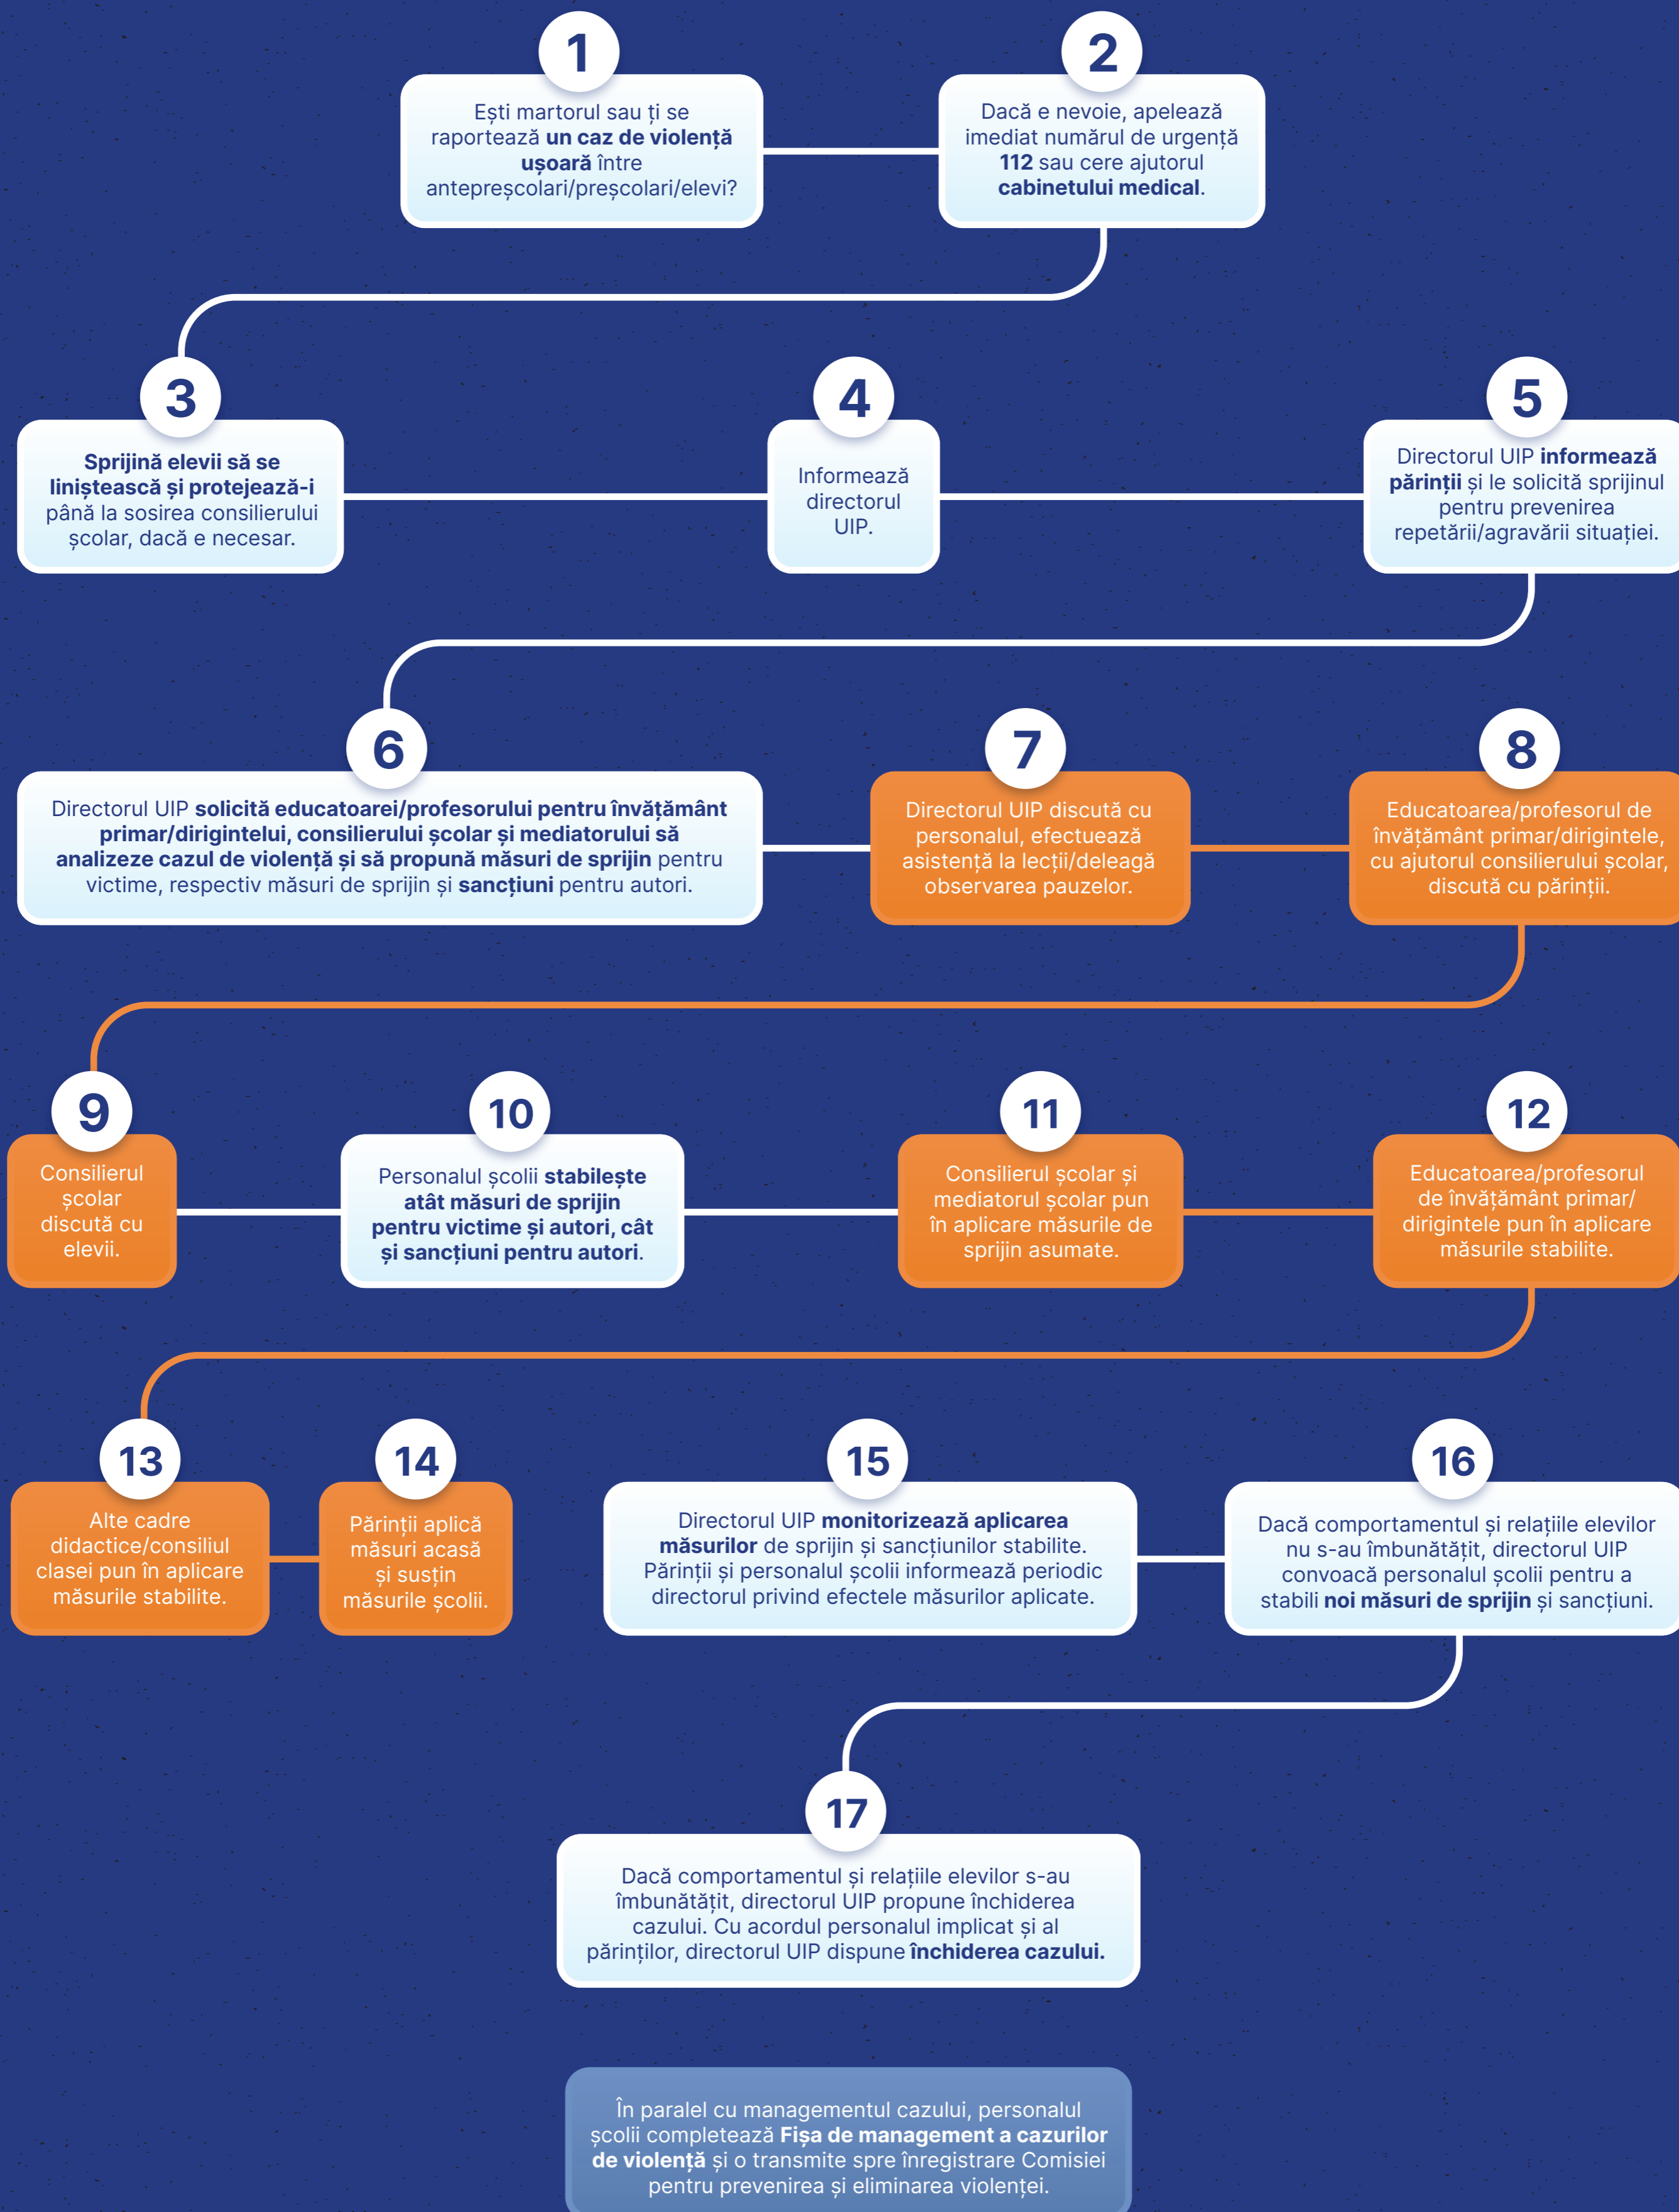 1
Ești martorul sau ți se
raportează un caz de violență
ușoară între
antepreșcolari/preșcolari/elevi?
2
Dacă e nevoie, apelează
imediat numărul de urgență
112 sau cere ajutorul
cabinetului medical.
3
Sprijină elevii să se
liniștească și protejează-i
până la sosirea consilierului
școlar, dacă e necesar.
4
Informează
directorul
UIP.
5
Directorul UIP informează
părinții și le solicită sprijinul
pentru prevenirea
repetării/agravării situației.
6
Directorul UIP solicită educatoarei/profesorului pentru învățământ
primar/dirigintelui, consilierului școlar și mediatorului să
analizeze cazul de violență și să propună măsuri de sprijin pentru
victime, respectiv măsuri de sprijin și sancțiuni pentru autori.
7
Directorul UIP discută cu
personalul, efectuează
asistență la lecții/deleagă
observarea pauzelor.
8
Educatoarea/profesorul de
învățământ primar/dirigintele,
cu ajutorul consilierului școlar,
discută cu părinții.
9
Consilierul
școlar
discută cu
elevii.
10
Personalul școlii stabilește
atât măsuri de sprijin
pentru victime și autori, cât
și sancțiuni pentru autori.
11
Consilierul școlar și
mediatorul școlar pun
în aplicare măsurile de
sprijin asumate.
12
Educatoarea/profesorul
de învățământ primar/
dirigintele pun în aplicare
măsurile stabilite.
13
Alte cadre
didactice/consiliul
clasei pun în aplicare
măsurile stabilite.
14
Părinții aplică
măsuri acasă
și susțin
măsurile școlii.
15
Directorul UIP monitorizează aplicarea
măsurilor de sprijin și sancțiunilor stabilite.
Părinții și personalul școlii informează periodic
directorul privind efectele măsurilor aplicate.
16
Dacă comportamentul și relațiile elevilor
nu s-au îmbunătățit, directorul UIP
convoacă personalul școlii pentru a
stabili noi măsuri de sprijin și sancțiuni.
17
Dacă comportamentul și relațiile elevilor s-au
îmbunătățit, directorul UIP propune închiderea
cazului. Cu acordul personalul implicat și al
părinților, directorul UIP dispune închiderea cazului.
În paralel cu managementul cazului, personalul
școlii completează Fișa de management a cazurilor
de violență și o transmite spre înregistrare Comisiei
pentru prevenirea și eliminarea violenței.